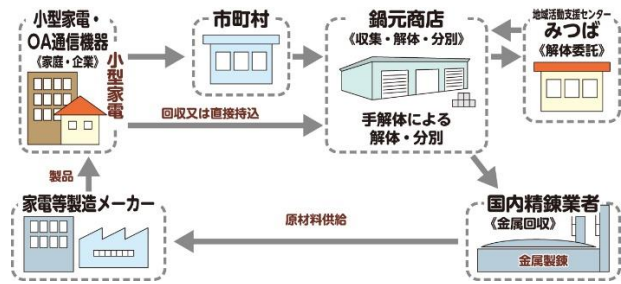 小型家電・
OA通信機器
《家庭・企業》
小型家電
市町村
鍋元商店
《収集・解体・分別》
手解体による
解体・分別
地域活動支援センター
みつば
《解体委託》
回収又は直接持込
製品
家電等製造メーカー
原材料供給
国内精錬業者
《金属回収》
金属製錬